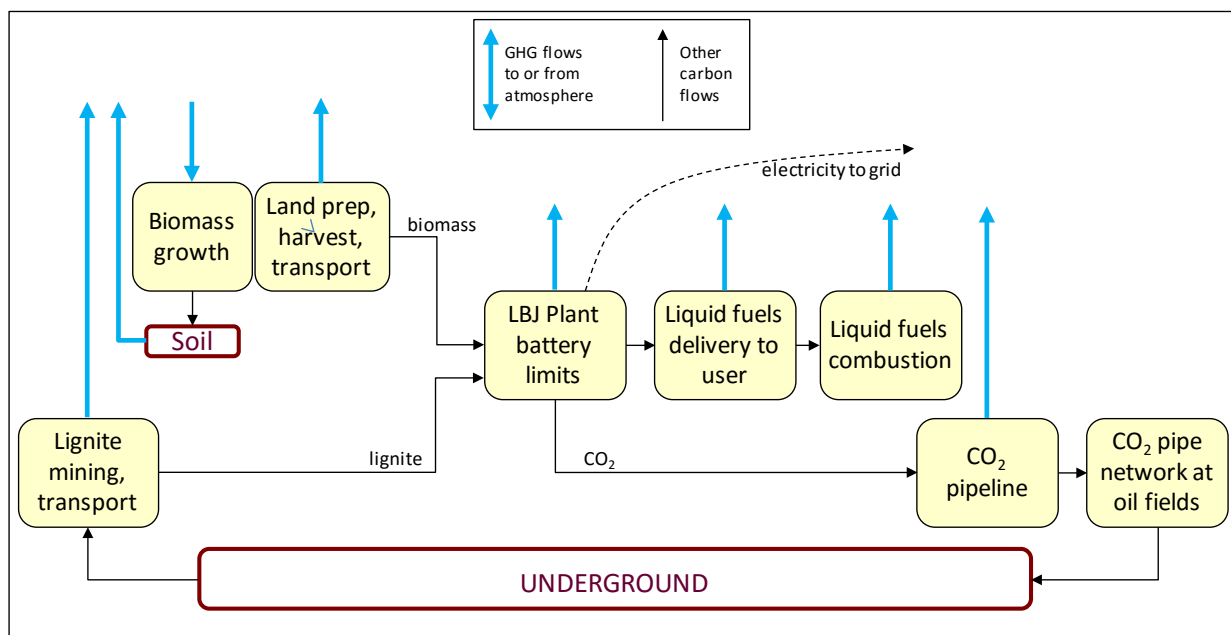 GHG flows
to or from
atmosphere
Other
carbon
flows
electricity to grid
Biomass
growth
Land prep,
harvest,
transport
biomass
Soil
LBJ Plant
battery
limits
Liquid fuels
delivery to
user
Liquid fuels
combustion
Lignite
mining,
transport
lignite
CO₂
CO₂
pipeline
CO₂ pipe
network at
oil fields
UNDERGROUND